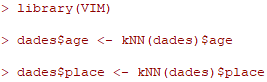 > library(VIM)
> dades$age <- kNN(dades)$age
> dades$place <- kNN(dades)$place